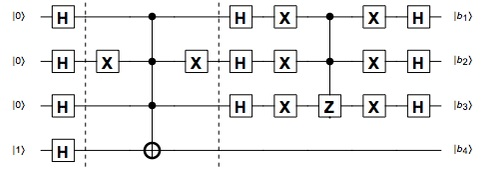 |0⟩ H H X X H |b₁⟩
|0⟩ H X X H X X H |b₂⟩
|0⟩ H H X Z X H |b₃⟩
|1⟩ H |b₄⟩